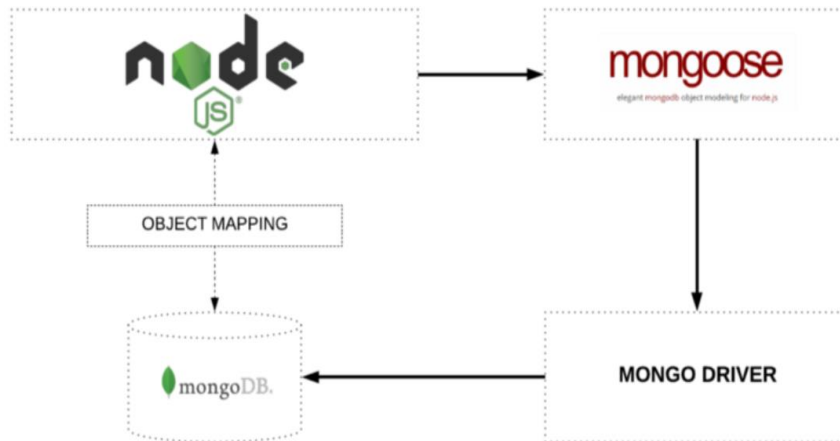 node
JS®
mongoose
elegant mongodb object modeling for node.js
OBJECT MAPPING
mongoDB.
MONGO DRIVER